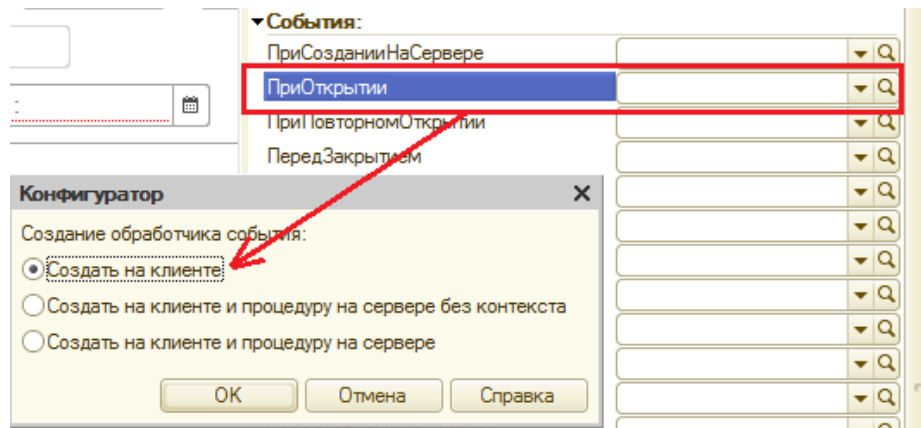 События:
ПриСозданииНаСервере
ПриОткрытии
ПриПовторномОткрытии
ПередЗакрытием
Конфигуратор
Создание обработчика события:
Создать на клиенте
Создать на клиенте и процедуру на сервере без контекста
Создать на клиенте и процедуру на сервере
OK
Отмена
Справка